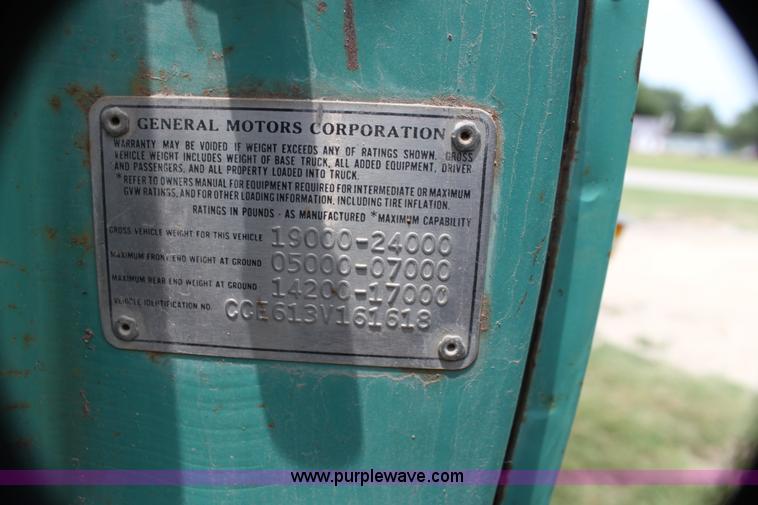 GENERAL MOTORS CORPORATION
WARRANTY MAY BE VOIDED IF WEIGHT EXCEEDS ANY OF RATINGS SHOWN. GROSS
VEHICLE WEIGHT INCLUDES WEIGHT OF BASE TRUCK, ALL ADDED EQUIPMENT, DRIVER
AND PASSENGERS, AND ALL PROPERTY LOADED INTO TRUCK.
*REFER TO OWNERS MANUAL FOR EQUIPMENT REQUIRED FOR INTERMEDIATE OR MAXIMUM
GVW RATINGS, AND FOR OTHER LOADING INFORMATION, INCLUDING TIRE INFLATION.
RATINGS IN POUNDS - AS MANUFACTURED *MAXIMUM CAPABILITY
GROSS VEHICLE WEIGHT FOR THIS VEHICLE 19000-24000
MAXIMUM FRONT END WEIGHT AT GROUND 05000-07000
MAXIMUM REAR END WEIGHT AT GROUND 14200-17000
VEHICLE IDENTIFICATION NO. CCE613V161618
www.purplewave.com